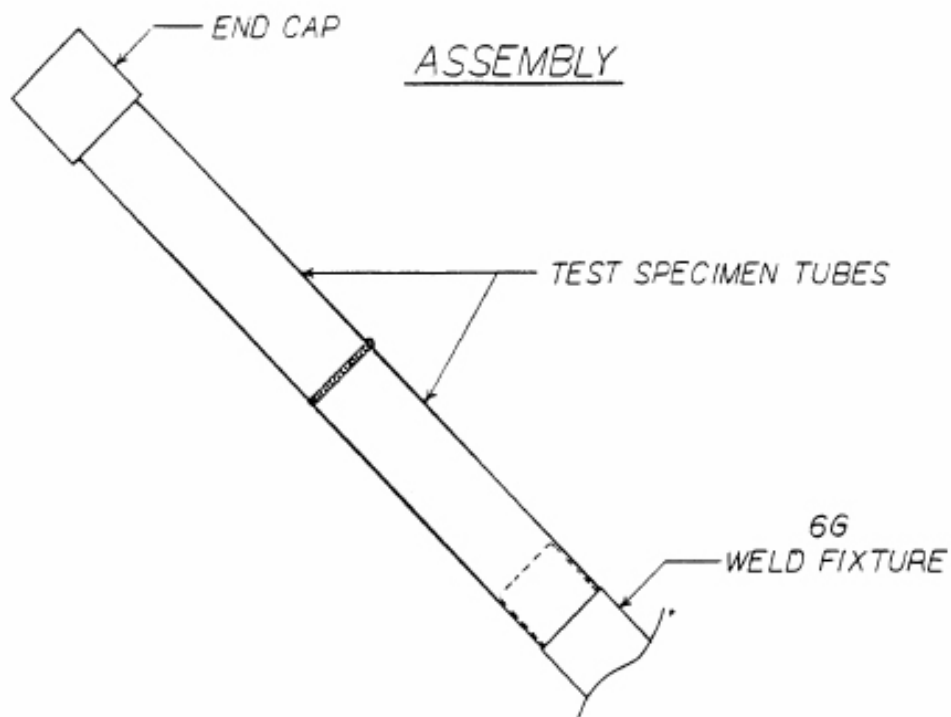 END CAP
ASSEMBLY
TEST SPECIMEN TUBES
6G
WELD FIXTURE